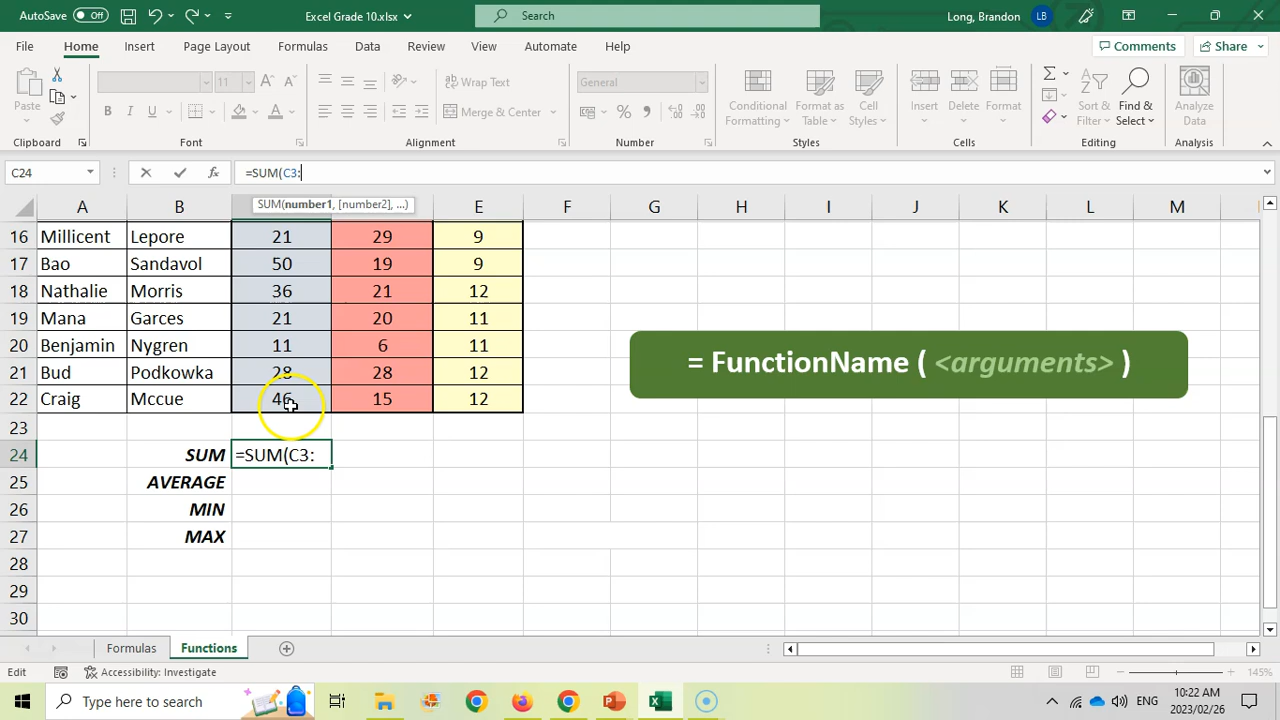 AutoSave Off Excel Grade 10.xlsx Search Long, Brandon LB
File Home Insert Page Layout Formulas Data Review View Automate Help Comments Share
Paste 11 Wrap Text General Conditional Formatting Format as Table Cell Styles Insert Delete Format Sort & Filter Find & Select Analyze Data
B I U A Merge & Center % ,
Clipboard Font Alignment Number Styles Cells Editing Analysis
C24 fx =SUM(C3:
SUM(number1, [number2], ...)
A B E F G H I J K L M
16 Millicent Lepore 21 29 9
17 Bao Sandavol 50 19 9
18 Nathalie Morris 36 21 12
19 Mana Garces 21 20 11
20 Benjamin Nygren 11 6 11
21 Bud Podkowka 28 28 12
22 Craig Mccue 46 15 12
= FunctionName ( <arguments> )
23
24 SUM =SUM(C3:
25 AVERAGE
26 MIN
27 MAX
28
29
30
Formulas Functions
Edit Accessibility: Investigate 145%
Type here to search ENG 10:22 AM
2023/02/26